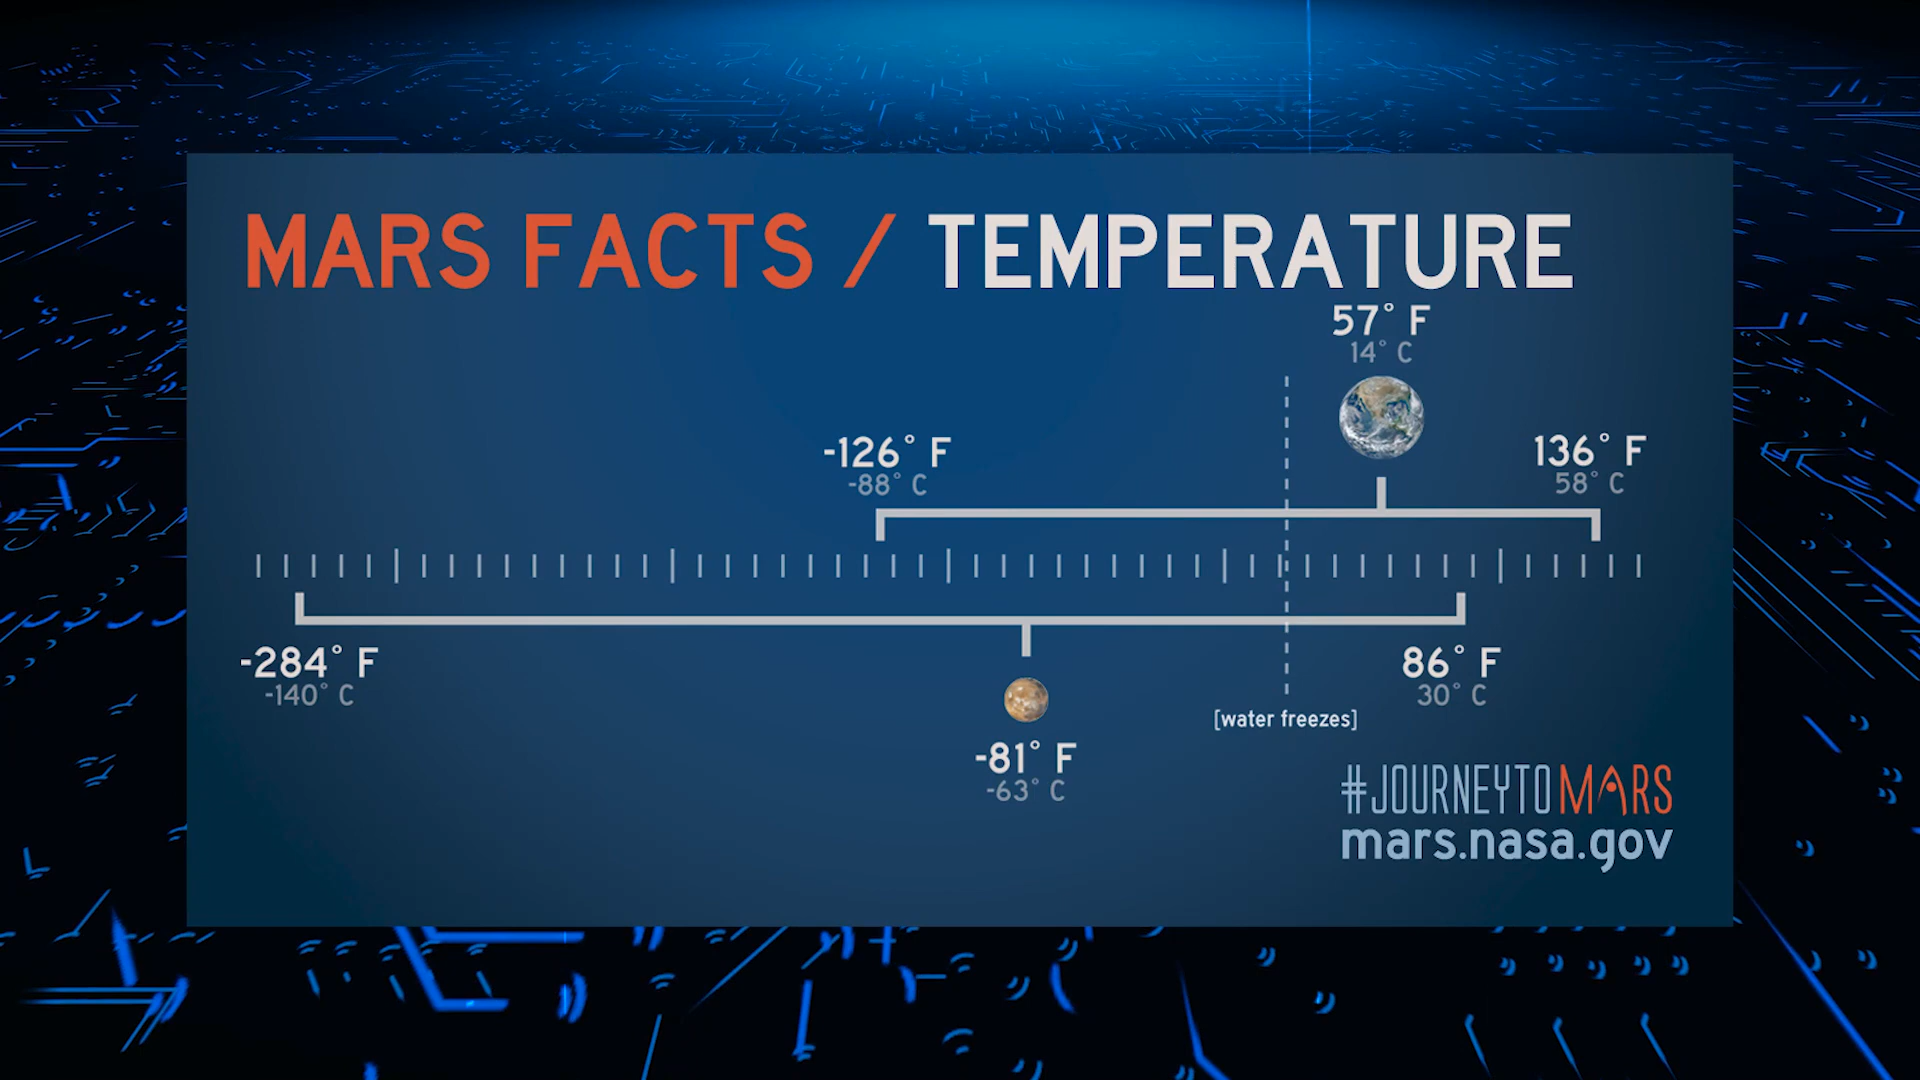 MARS FACTS / TEMPERATURE
57° F
14° C
-126° F
-88° C
136° F
58° C
-284° F
-140° C
86° F
30° C
[water freezes]
-81° F
-63° C
#JOURNEYTOMARS
mars.nasa.gov